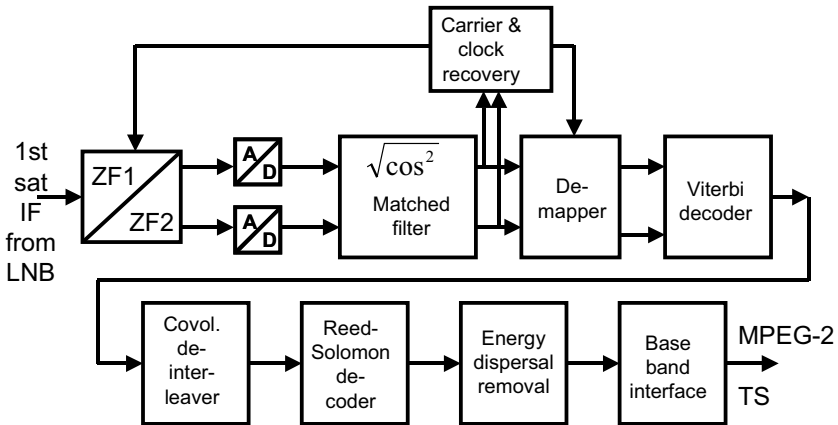 Carrier &
clock
recovery
1st
sat
IF
from
LNB
ZF1
ZF2
A
D
A
D
√cos²
Matched
filter
De-
mapper
Viterbi
decoder
Covol.
de-
inter-
leaver
Reed-
Solomon
de-
coder
Energy
dispersal
removal
Base
band
interface
MPEG-2
TS